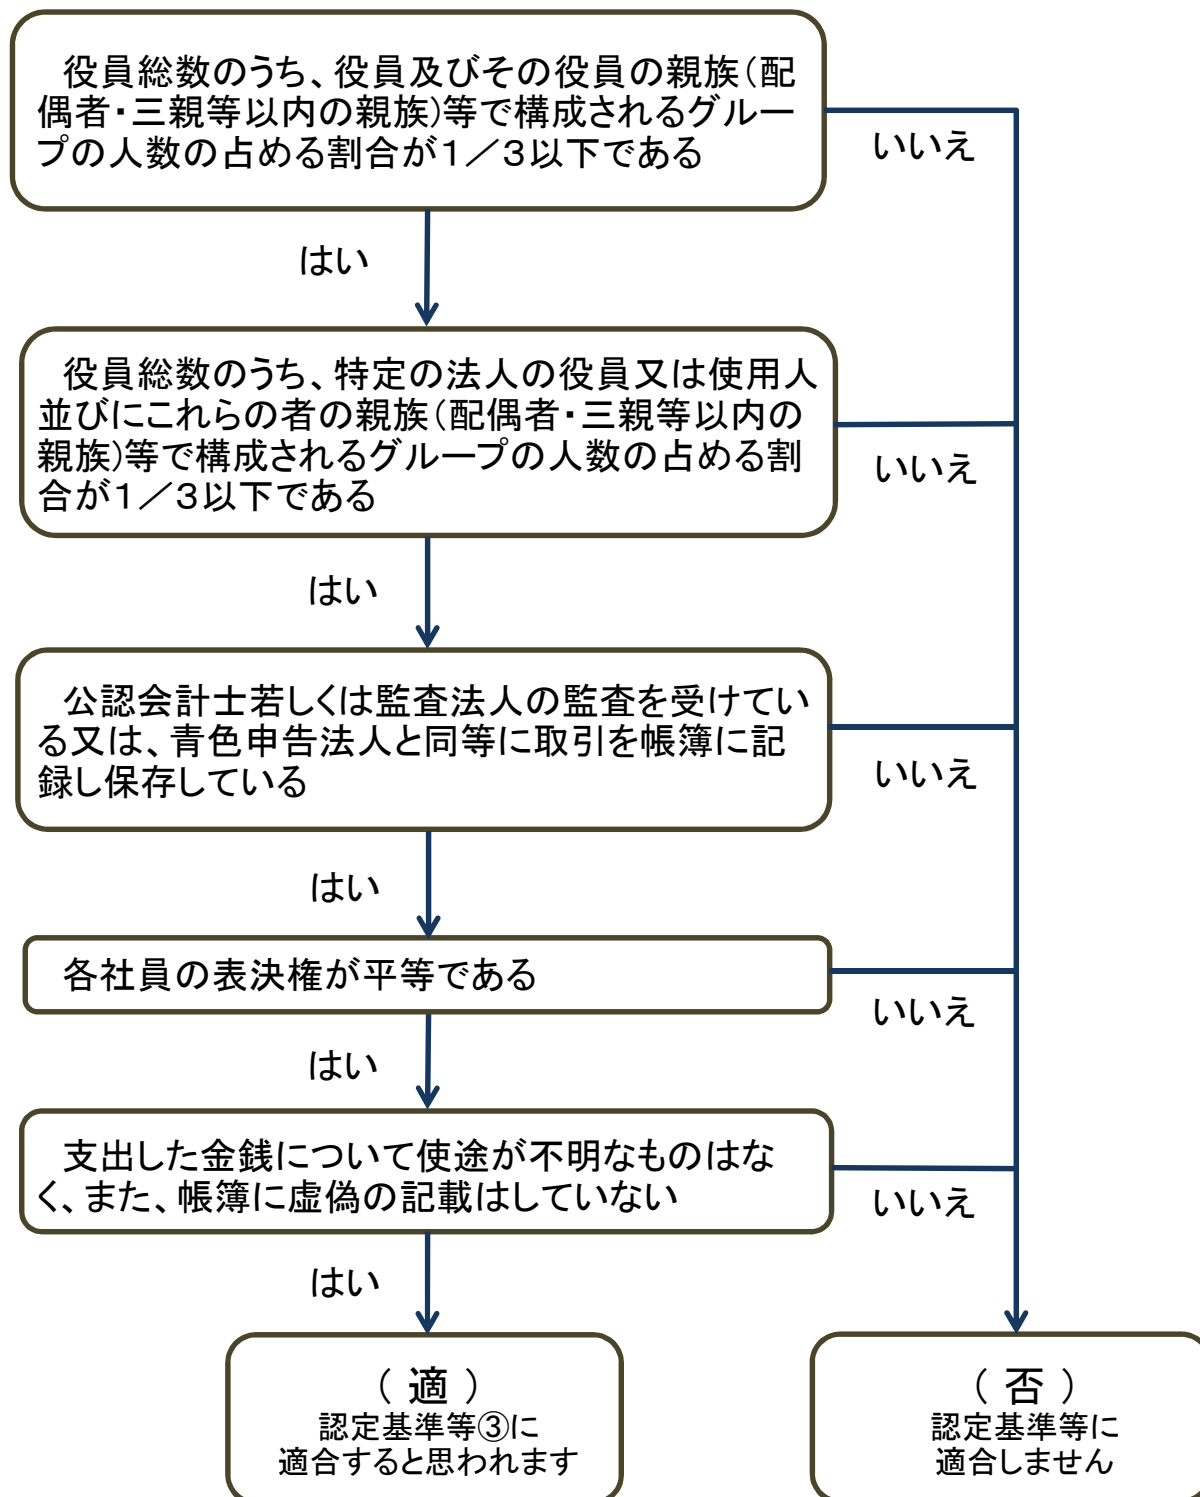 役員総数のうち、役員及びその役員の親族(配
偶者・三親等以内の親族)等で構成されるグルー
プの人数の占める割合が1/3以下である
いいえ
はい
役員総数のうち、特定の法人の役員又は使用人
並びにこれらの者の親族(配偶者・三親等以内の
親族)等で構成されるグループの人数の占める割
合が1/3以下である
いいえ
はい
公認会計士若しくは監査法人の監査を受けてい
る又は、青色申告法人と同等に取引を帳簿に記
録し保存している
いいえ
はい
各社員の表決権が平等である
いいえ
はい
支出した金銭について使途が不明なものはな
く、また、帳簿に虚偽の記載はしていない
いいえ
はい
(適)
認定基準等③に
適合すると思われます
(否)
認定基準等に
適合しません